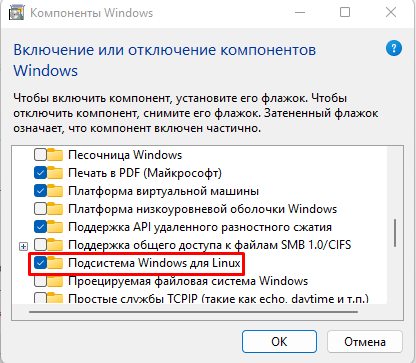 Компоненты Windows
Включение или отключение компонентов
Windows
Чтобы включить компонент, установите его флажок. Чтобы
отключить компонент, снимите его флажок. Затененный флажок
означает, что компонент включен частично.
Песочница Windows
Печать в PDF (Майкрософт)
Платформа виртуальной машины
Платформа низкоуровневой оболочки Windows
Поддержка API удаленного разностного сжатия
Поддержка общего доступа к файлам SMB 1.0/CIFS
Подсистема Windows для Linux
Проецируемая файловая система Windows
Простые службы TCPIP (такие как echo, daytime и т.п.)
ОК
Отмена